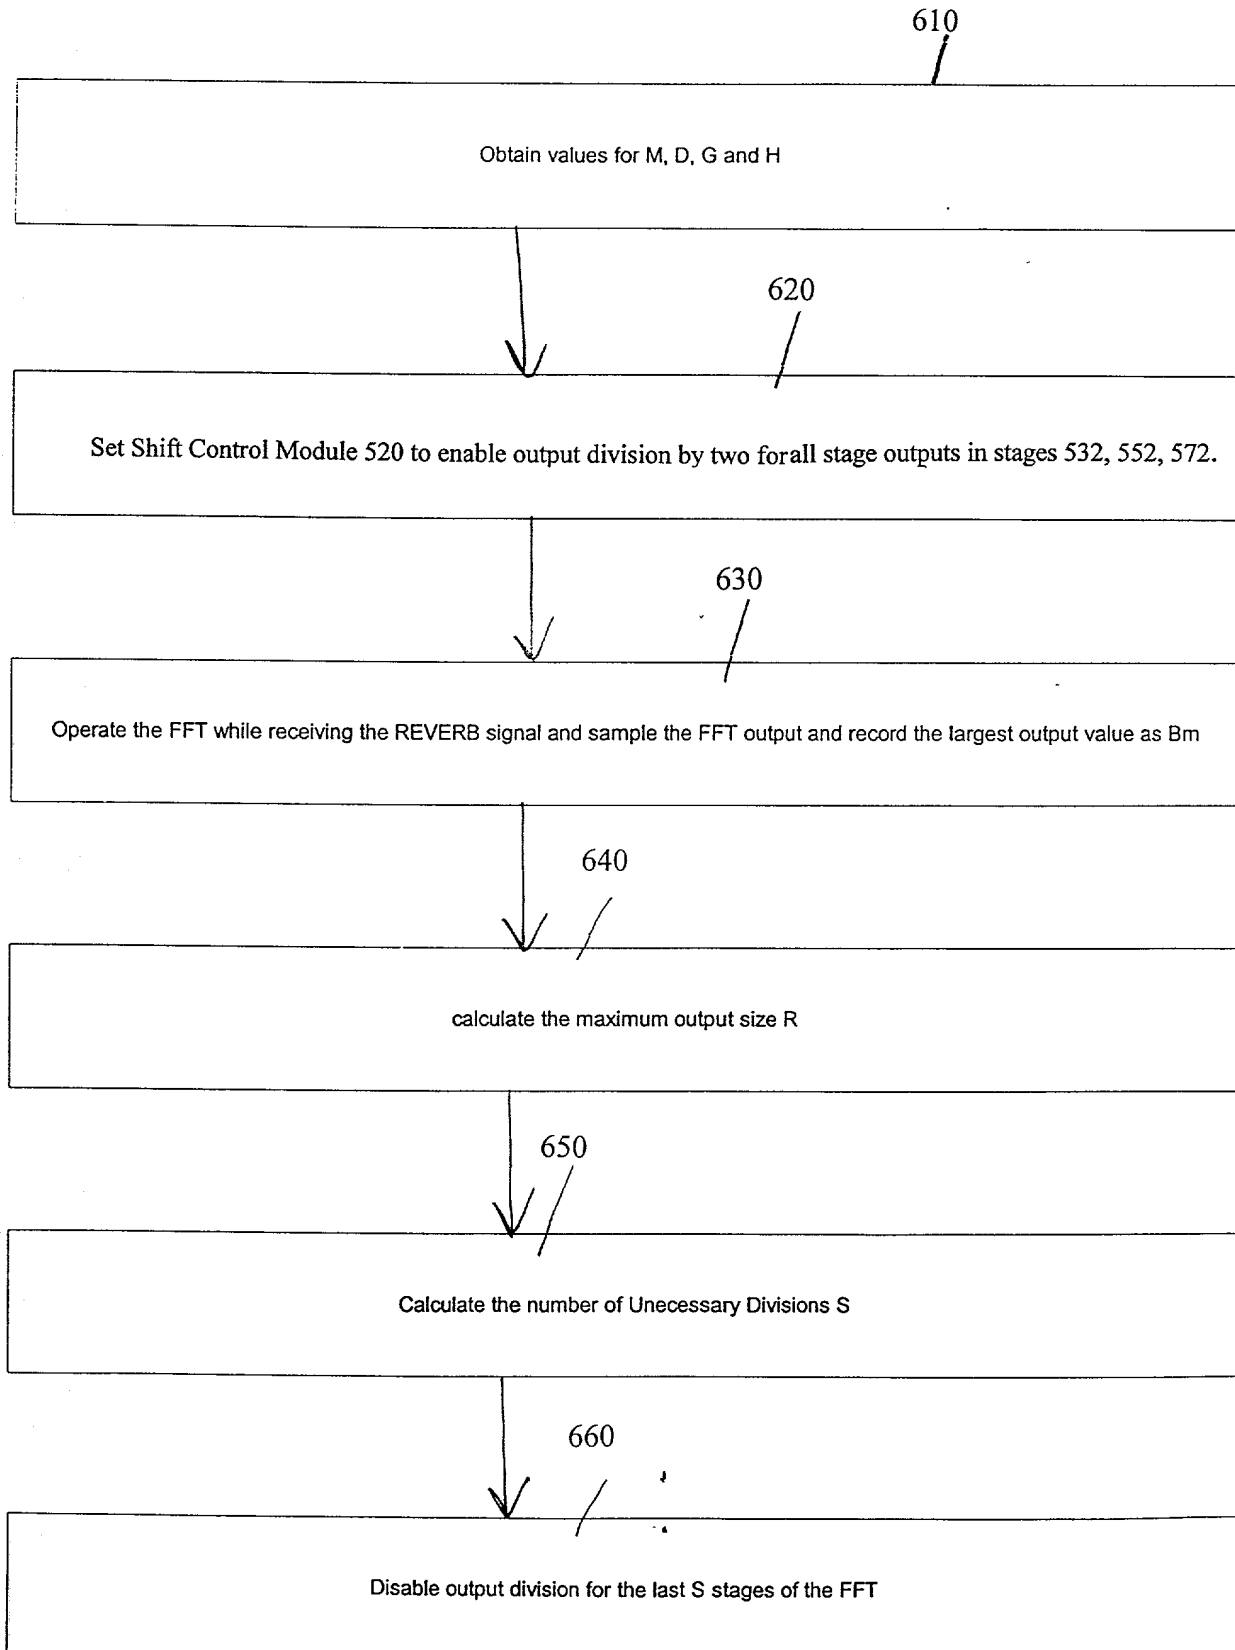 610
Obtain values for M, D, G and H
620
Set Shift Control Module 520 to enable output division by two forall stage outputs in stages 532, 552, 572.
630
Operate the FFT while receiving the REVERB signal and sample the FFT output and record the largest output value as Bm
640
calculate the maximum output size R
650
Calculate the number of Unecessary Divisions S
660
Disable output division for the last S stages of the FFT